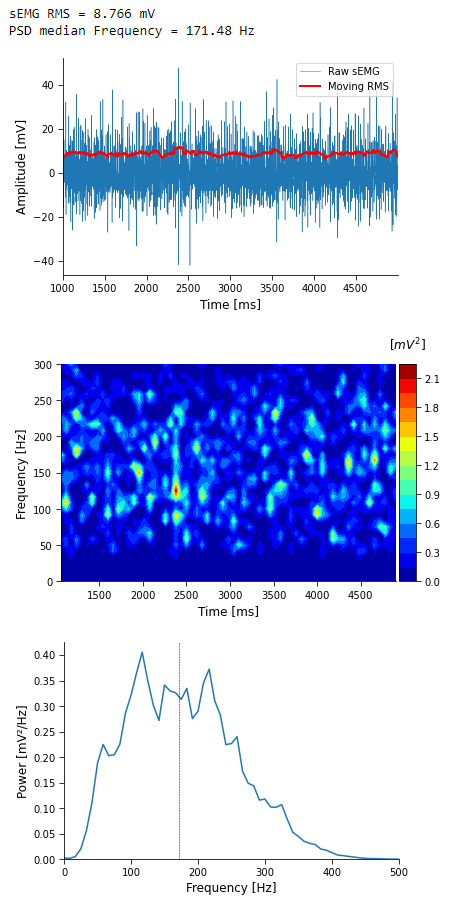 sEMG RMS = 8.766 mV
PSD median Frequency = 171.48 Hz
Raw sEMG
Moving RMS
Amplitude [mV]
40
20
0
−20
−40
1000 1500 2000 2500 3000 3500 4000 4500
Time [ms]
[mV²]
Frequency [Hz]
300
250
200
150
100
50
0
2.1
1.8
1.5
1.2
0.9
0.6
0.3
0.0
1500 2000 2500 3000 3500 4000 4500
Time [ms]
Power [mV²/Hz]
0.40
0.35
0.30
0.25
0.20
0.15
0.10
0.05
0.00
0 100 200 300 400 500
Frequency [Hz]